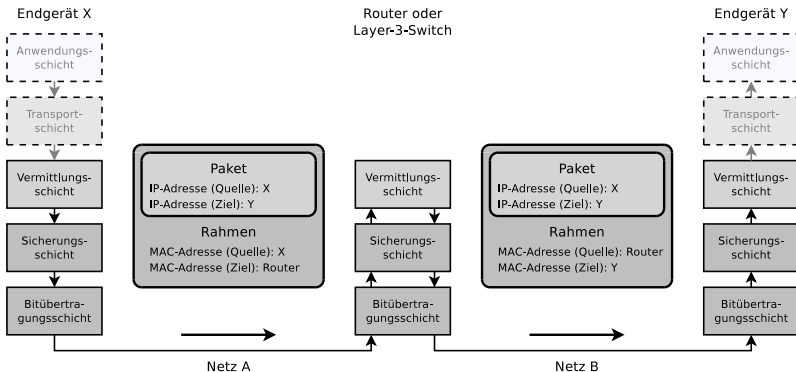 Endgerät X
Router oder
Layer-3-Switch
Endgerät Y
Anwendungs-
schicht
Transport-
schicht
Vermittlungs-
schicht
Sicherungs-
schicht
Bitübertra-
gungsschicht
Paket
IP-Adresse (Quelle): X
IP-Adresse (Ziel): Y
Rahmen
MAC-Adresse (Quelle): X
MAC-Adresse (Ziel): Router
Vermittlungs-
schicht
Sicherungs-
schicht
Bitübertra-
gungsschicht
Paket
IP-Adresse (Quelle): X
IP-Adresse (Ziel): Y
Rahmen
MAC-Adresse (Quelle): Router
MAC-Adresse (Ziel): Y
Anwendungs-
schicht
Transport-
schicht
Vermittlungs-
schicht
Sicherungs-
schicht
Bitübertra-
gungsschicht
Netz A
Netz B